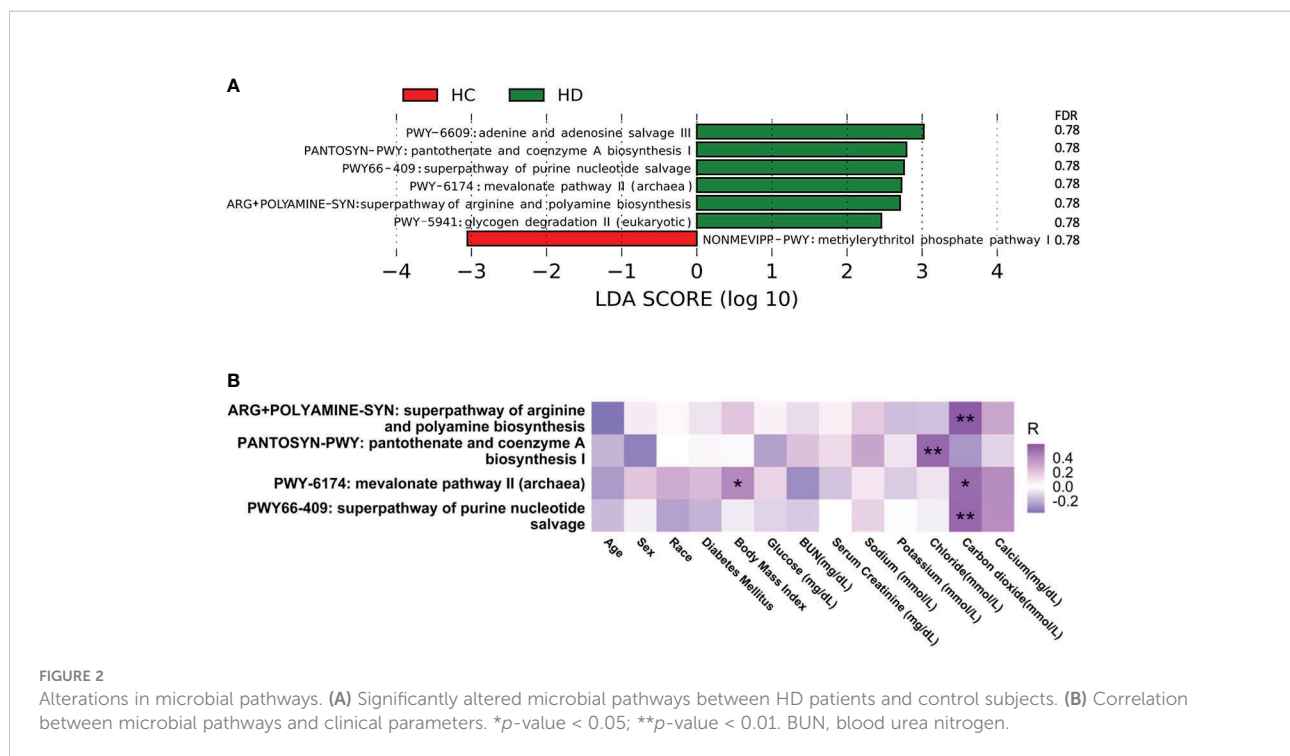 A
HC HD
FDR
PWY-6609: adenine and adenosine salvage III 0.78
PANTOSYN-PWY: pantothenate and coenzyme A biosynthesis I 0.78
PWY66-409: superpathway of purine nucleotide salvage 0.78
PWY-6174: mevalonate pathway II (archaea) 0.78
ARG+POLYAMINE-SYN: superpathway of arginine and polyamine biosynthesis 0.78
PWY-5941: glycogen degradation II (eukaryotic) 0.78
NONMEVIPP-PWY: methylerythritol phosphate pathway I 0.78
−4 −3 −2 −1 0 1 2 3 4
LDA SCORE (log 10)
B
ARG+POLYAMINE-SYN: superpathway of arginine
and polyamine biosynthesis
**
PANTOSYN-PWY: pantothenate and coenzyme A
biosynthesis I
**
PWY-6174: mevalonate pathway II (archaea)
* *
PWY66-409: superpathway of purine nucleotide
salvage
**
R
0.4
0.2
0.0
-0.2
Age
Sex
Race
Diabetes Mellitus
Body Mass Index
Glucose (mg/dL)
BUN(mg/dL)
Serum Creatinine (mg/dL)
Sodium (mmol/L)
Potassium (mmol/L)
Chloride(mmol/L)
Carbon dioxide(mmol/L)
Calcium(mg/dL)
FIGURE 2
Alterations in microbial pathways. (A) Significantly altered microbial pathways between HD patients and control subjects. (B) Correlation
between microbial pathways and clinical parameters. *p-value < 0.05; **p-value < 0.01. BUN, blood urea nitrogen.